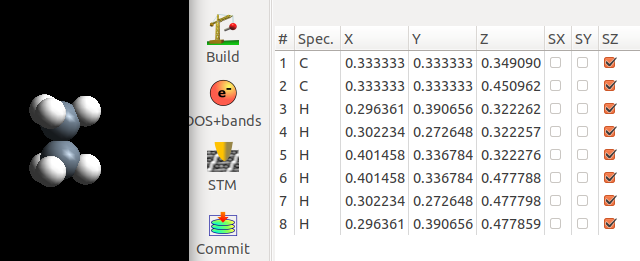 Build
e-
DOS+bands
STM
Commit
# Spec. X Y Z SX SY SZ
1 C 0.333333 0.333333 0.349090
2 C 0.333333 0.333333 0.450962
3 H 0.296361 0.390656 0.322262
4 H 0.302234 0.272648 0.322257
5 H 0.401458 0.336784 0.322276
6 H 0.401458 0.336784 0.477788
7 H 0.302234 0.272648 0.477798
8 H 0.296361 0.390656 0.477859